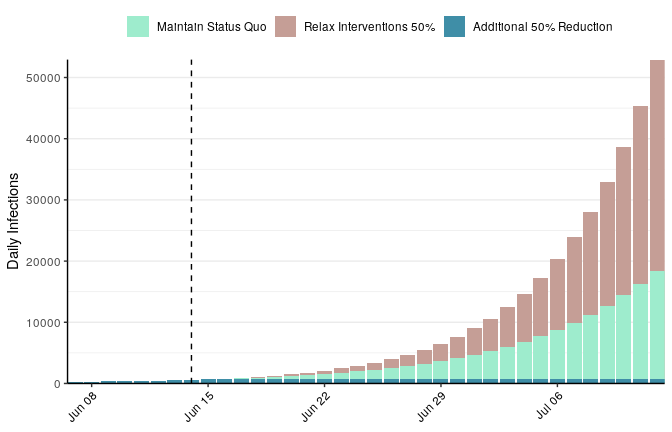 Maintain Status Quo Relax Interventions 50% Additional 50% Reduction
Daily Infections
50000
40000
30000
20000
10000
0
Jun 08 Jun 15 Jun 22 Jun 29 Jul 06